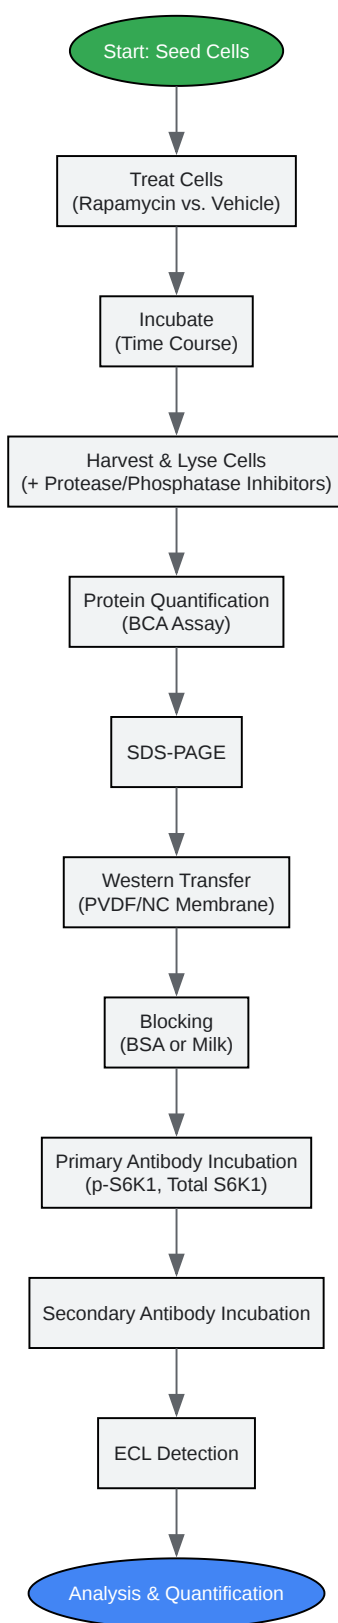 Start: Seed Cells
Treat Cells
(Rapamycin vs. Vehicle)
Incubate
(Time Course)
Harvest & Lyse Cells
(+ Protease/Phosphatase Inhibitors)
Protein Quantification
(BCA Assay)
SDS-PAGE
Western Transfer
(PVDF/NC Membrane)
Blocking
(BSA or Milk)
Primary Antibody Incubation
(p-S6K1, Total S6K1)
Secondary Antibody Incubation
ECL Detection
Analysis & Quantification